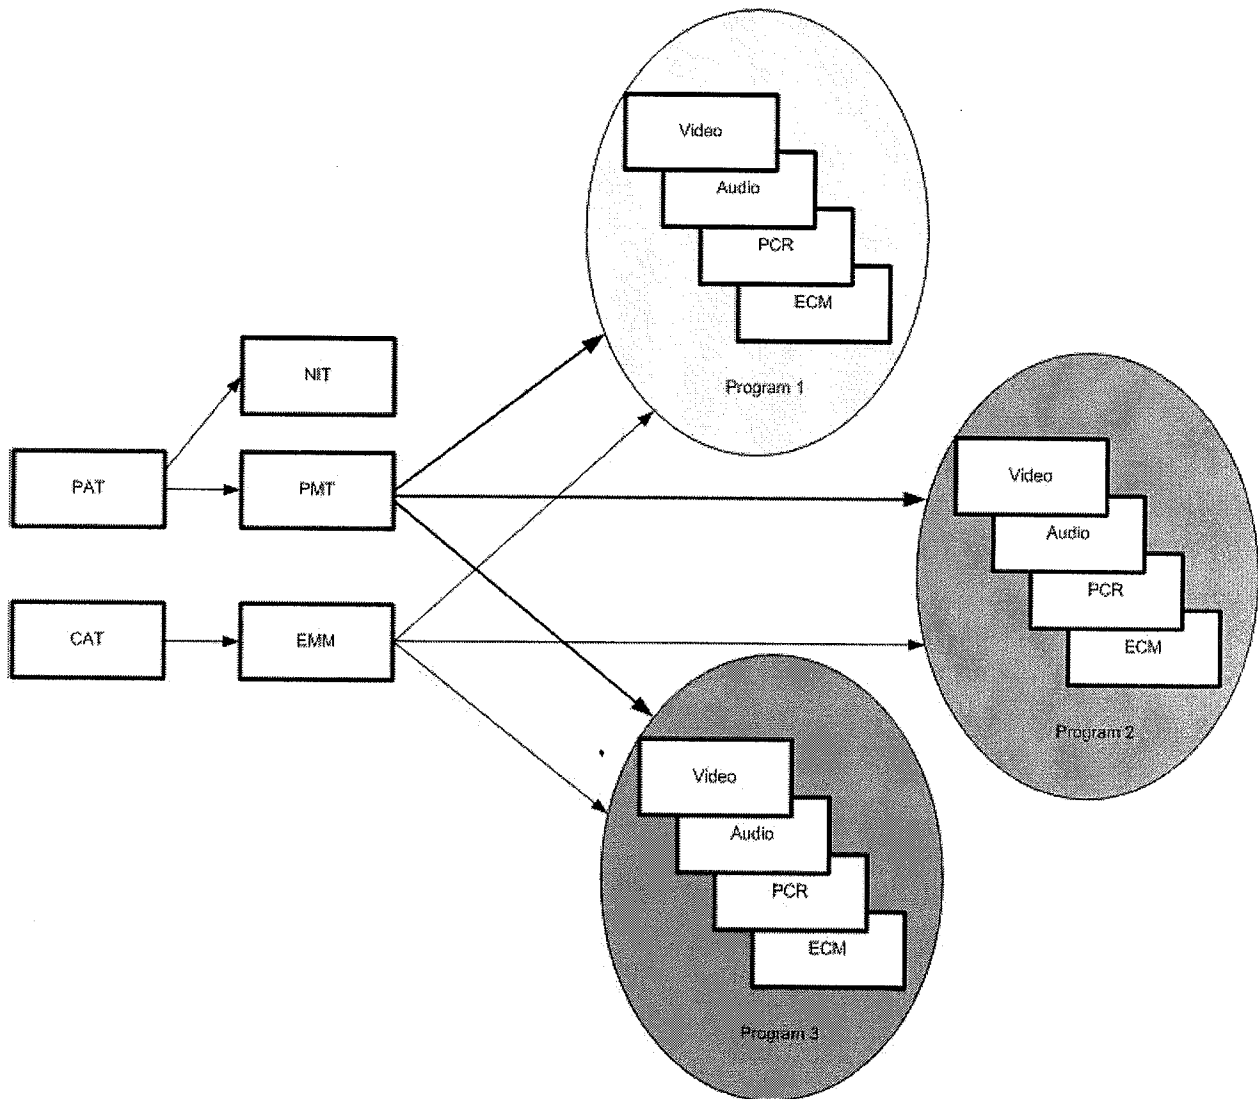 Video
Audio
PCR
ECM
Program 1
NIT
PAT
PMT
CAT
EMM
Video
Audio
PCR
ECM
Program 2
Video
Audio
PCR
ECM
Program 3